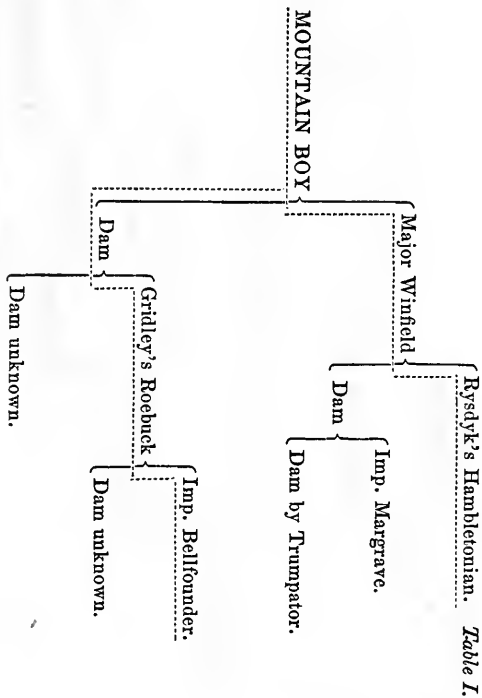 Table I.
MOUNTAIN BOY
Major Winfield
Rysdyk's Hambletonian.
Dam
Imp. Margrave.
Dam by Trumpator.
Dam
Gridley's Roebuck
Imp. Bellfounder.
Dam unknown.
Dam unknown.